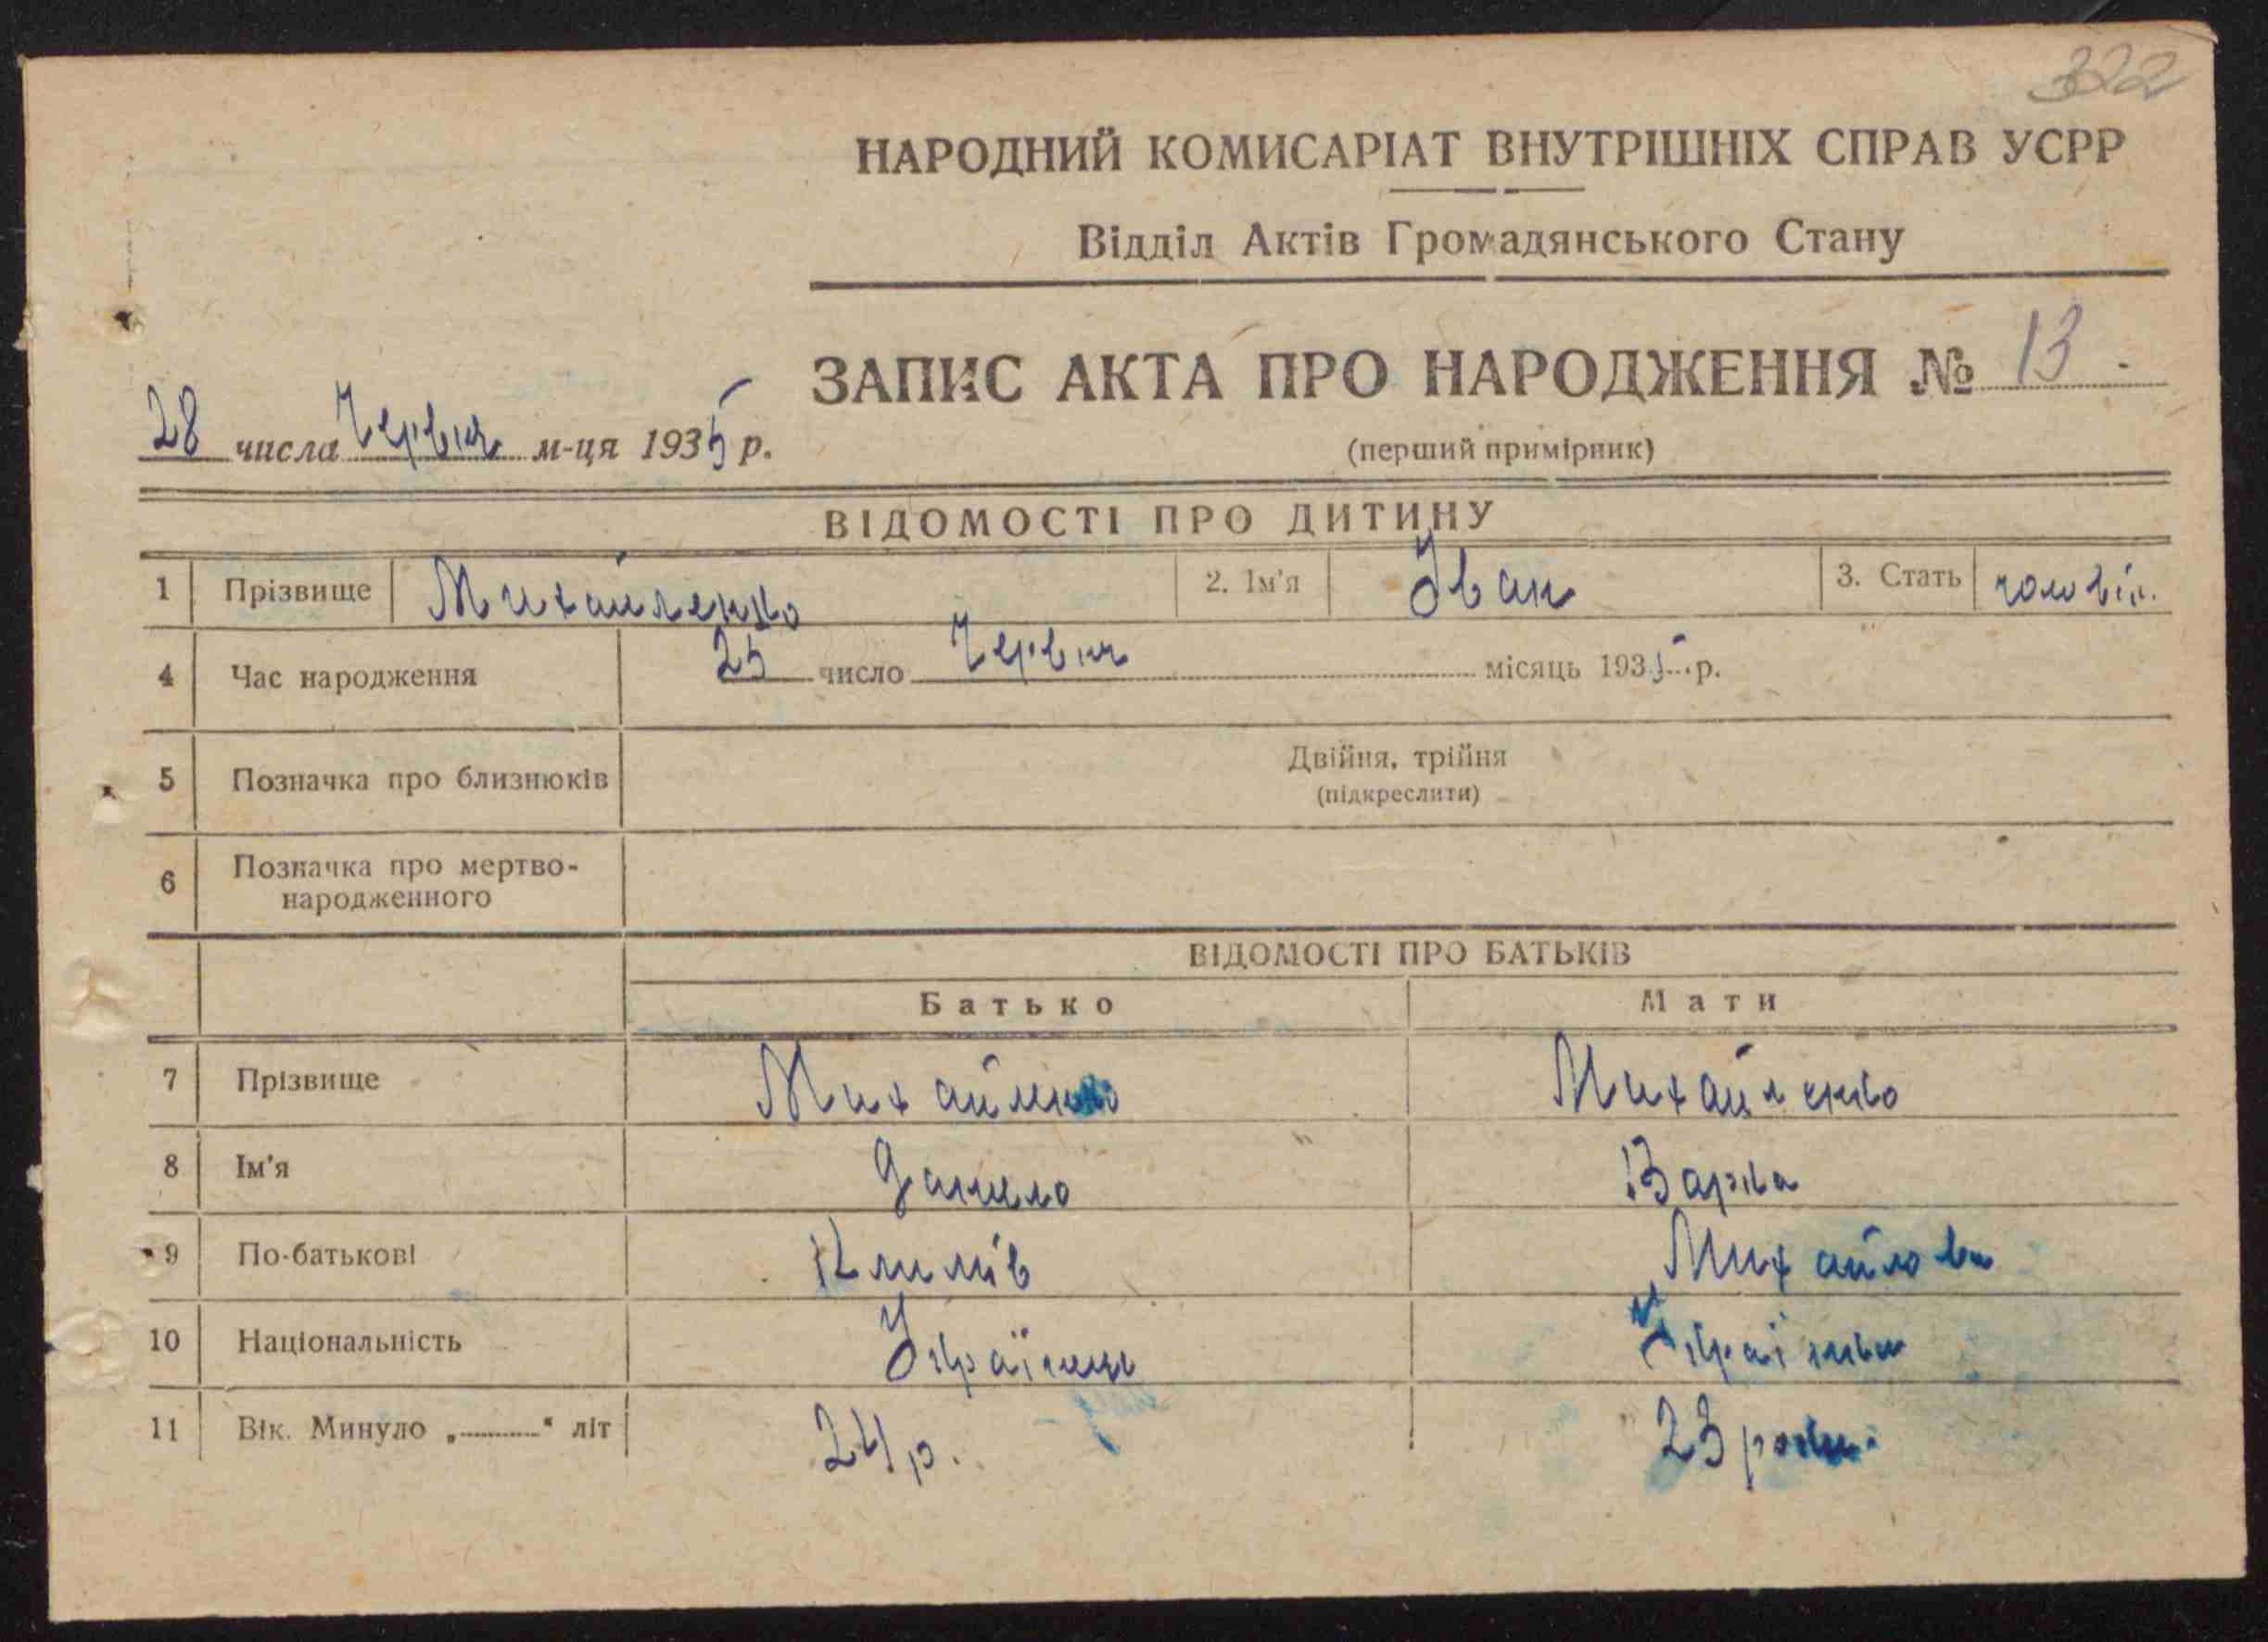 322
НАРОДНИЙ КОМИСАРІАТ ВНУТРІШНІХ СПРАВ УСРР
Відділ Актів Громадянського Стану
ЗАПИС АКТА ПРО НАРОДЖЕННЯ № 13
28 числа Червня м-ця 1935 р.
(перший примірник)
ВІДОМОСТІ ПРО ДИТИНУ
1 Прізвище Михайленко 2. Ім'я Іван 3. Стать чоловіч.
4 Час народження 25 число Червня місяць 1935 р.
5 Позначка про близнюків Двійня, трійня
(підкреслити)
6 Позначка про мертво-
народженного
ВІДОМОСТІ ПРО БАТЬКІВ
Батько Мати
7 Прізвище Михайленко Михайленко
8 Ім'я Данило Варка
9 По-батькові Климів Михайлова
10 Національність Українець Українка
11 Вік. Минуло „ “ літ 24 р. 23 роки.